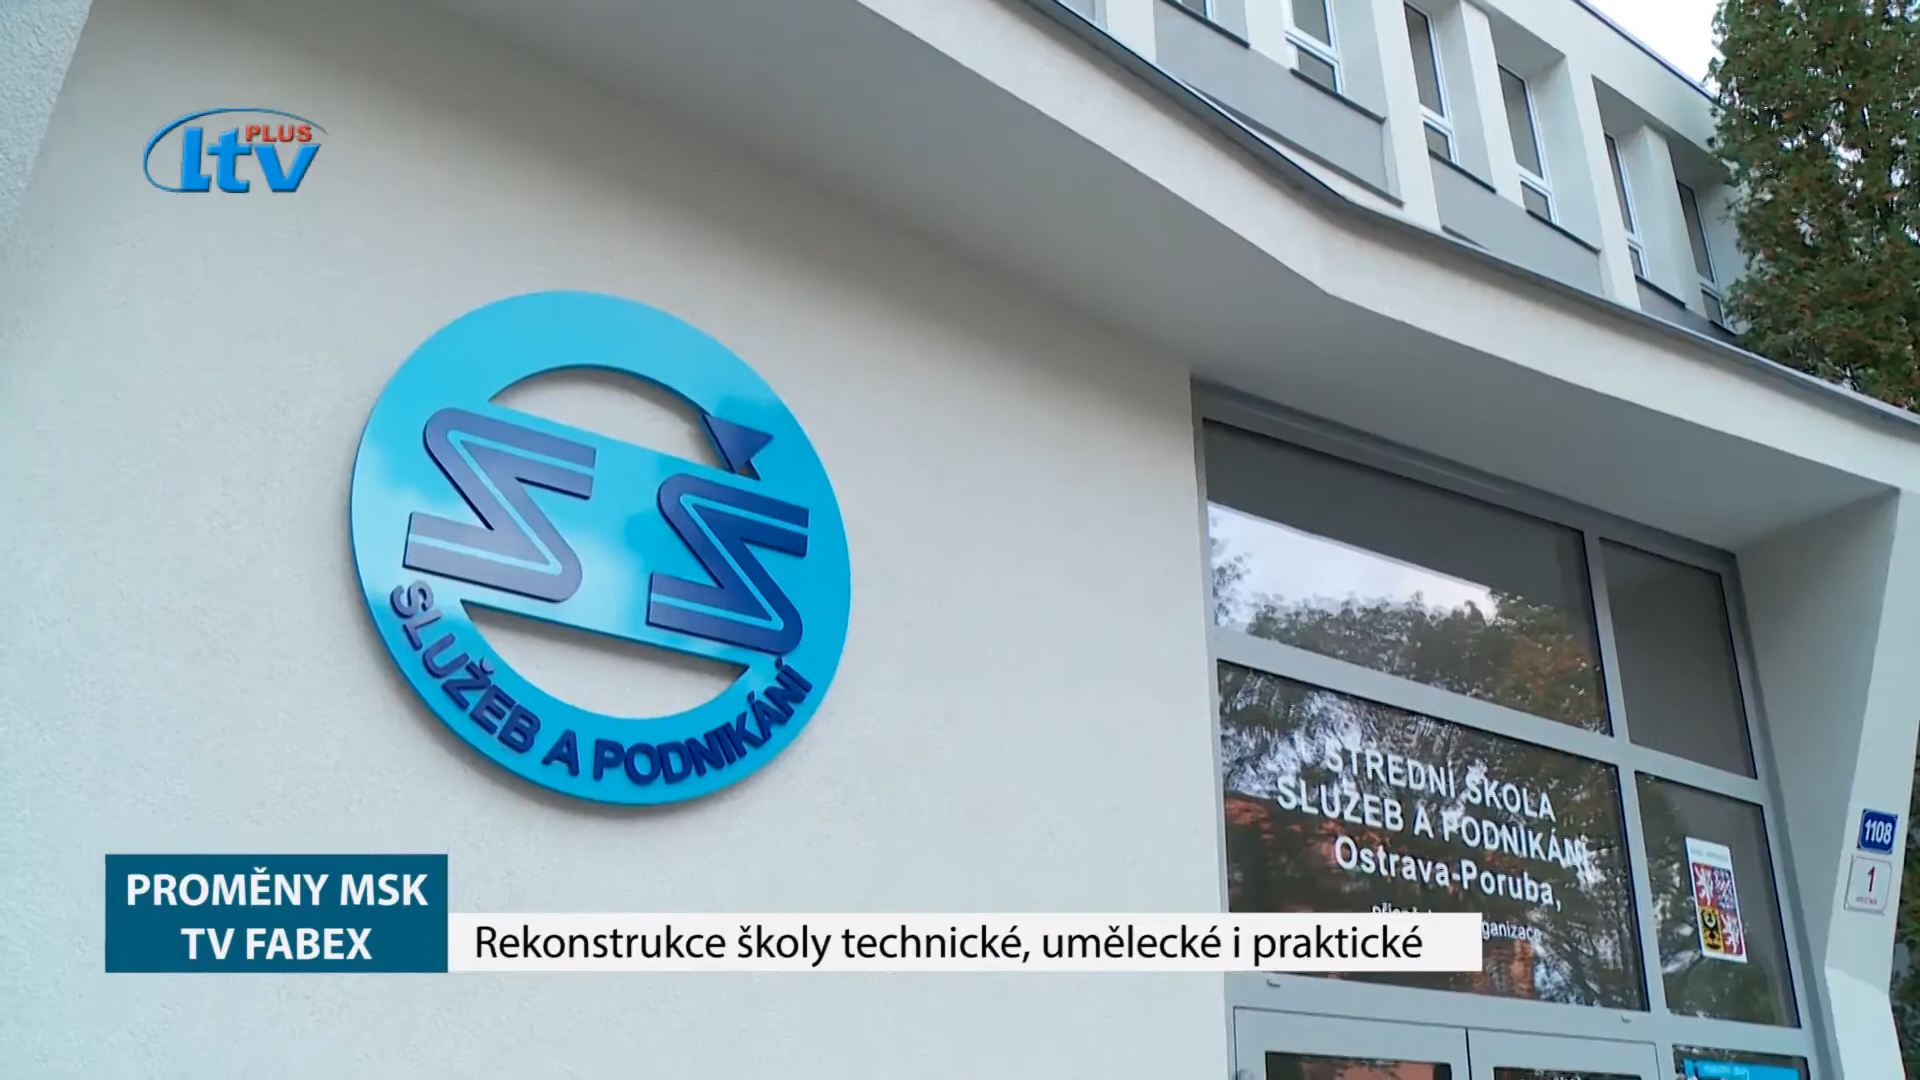 PLUS
Ltv
SŠ
SLUŽEB A PODNIKÁNÍ
STŘEDNÍ ŠKOLA
SLUŽEB A PODNIKÁNÍ
Ostrava-Poruba,
1108
1
PROMĚNY MSK
TV FABEX
Rekonstrukce školy technické, umělecké i praktické